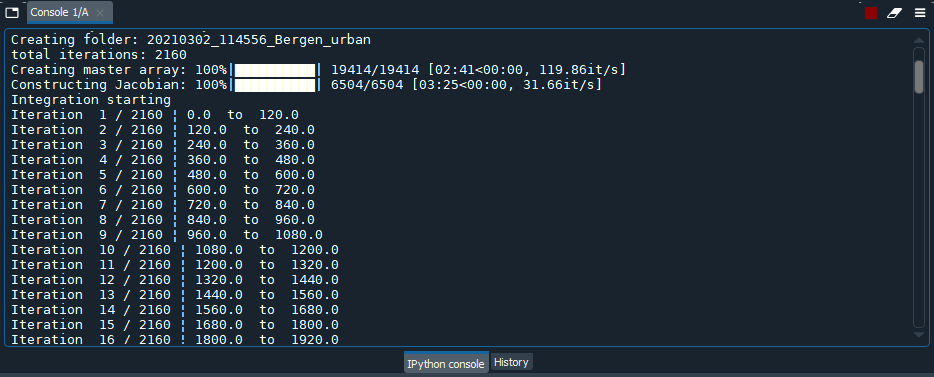 Console 1/A
Creating folder: 20210302_114556_Bergen_urban
total iterations: 2160
Creating master array: 100%|██████████| 19414/19414 [02:41<00:00, 119.86it/s]
Constructing Jacobian: 100%|██████████| 6504/6504 [03:25<00:00, 31.66it/s]
Integration starting
Iteration  1 / 2160 ¦ 0.0  to  120.0
Iteration  2 / 2160 ¦ 120.0  to  240.0
Iteration  3 / 2160 ¦ 240.0  to  360.0
Iteration  4 / 2160 ¦ 360.0  to  480.0
Iteration  5 / 2160 ¦ 480.0  to  600.0
Iteration  6 / 2160 ¦ 600.0  to  720.0
Iteration  7 / 2160 ¦ 720.0  to  840.0
Iteration  8 / 2160 ¦ 840.0  to  960.0
Iteration  9 / 2160 ¦ 960.0  to  1080.0
Iteration  10 / 2160 ¦ 1080.0  to  1200.0
Iteration  11 / 2160 ¦ 1200.0  to  1320.0
Iteration  12 / 2160 ¦ 1320.0  to  1440.0
Iteration  13 / 2160 ¦ 1440.0  to  1560.0
Iteration  14 / 2160 ¦ 1560.0  to  1680.0
Iteration  15 / 2160 ¦ 1680.0  to  1800.0
Iteration  16 / 2160 ¦ 1800.0  to  1920.0
IPython console History